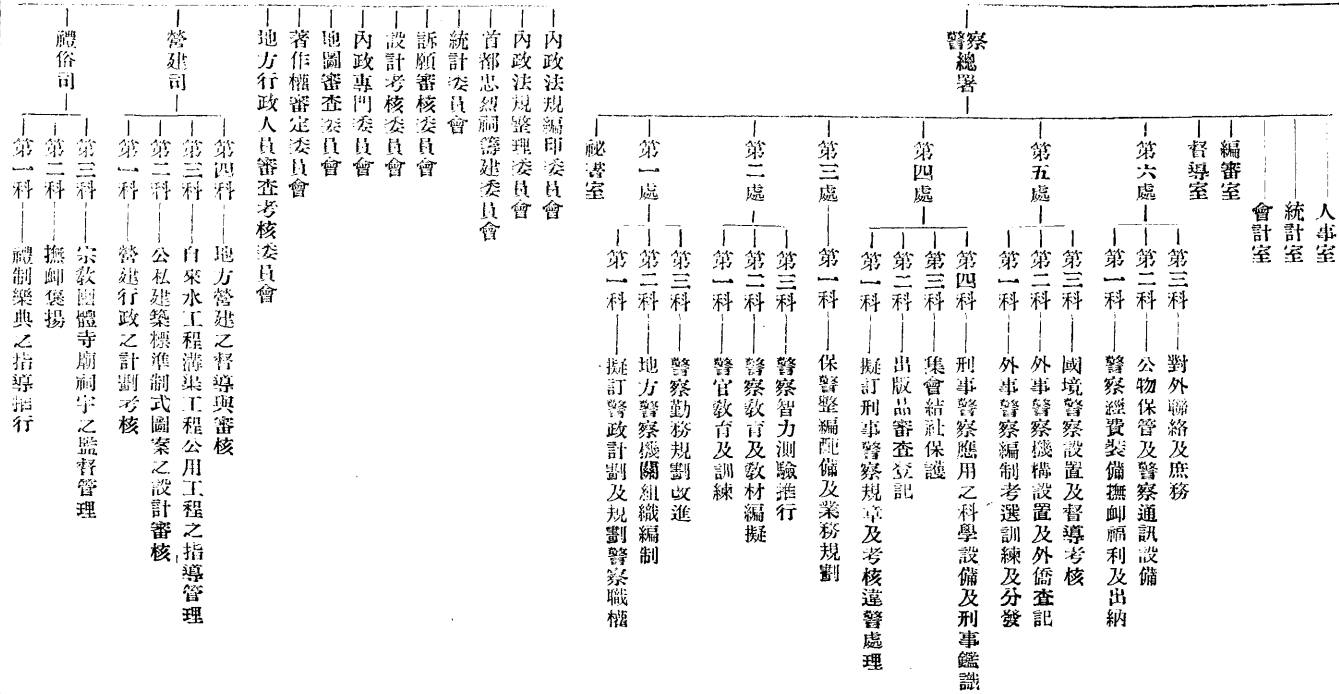 人事室
統計室
會計室
警察總署
編審室
督導室
第六處
第三科 對外聯絡及庶務
第二科 公物保管及警察通訊設備
第一科 警察經費裝備撫卹福利及出納
第五處
第三科 國境警察設置及督導考核
第二科 外事警察機構設置及外僑查記
第一科 外事警察編制考選訓練及分發
第四處
第四科 刑事警察應用之科學設備及刑事鑑識
第三科 集會結社保護
第二科 出版品審查登記
第一科 擬訂刑事警察規章及考核違警處理
第三處
第一科 保警整編配備及業務規劃
第二處
第三科 警察智力測驗推行
第二科 警察教育及教材編擬
第一科 警官教育及訓練
第一處
第三科 警察勤務規劃改進
第二科 地方警察機關組織編制
第一科 擬訂警政計劃及規劃警察職權
祕書室
內政法規編印委員會
內政法規整理委員會
首都忠烈祠籌建委員會
統計委員會
訴願審核委員會
設計考核委員會
內政專門委員會
地圖審查委員會
著作權審定委員會
地方行政人員審查考核委員會
營建司
第四科 地方營建之督導與審核
第三科 自來水工程溝渠工程公用工程之指導管理
第二科 公私建築標準制式圖案之設計審核
第一科 營建行政之計劃考核
禮俗司
第三科 宗教團體寺廟祠宇之監督管理
第二科 撫卹褒揚
第一科 禮制樂典之指導推行